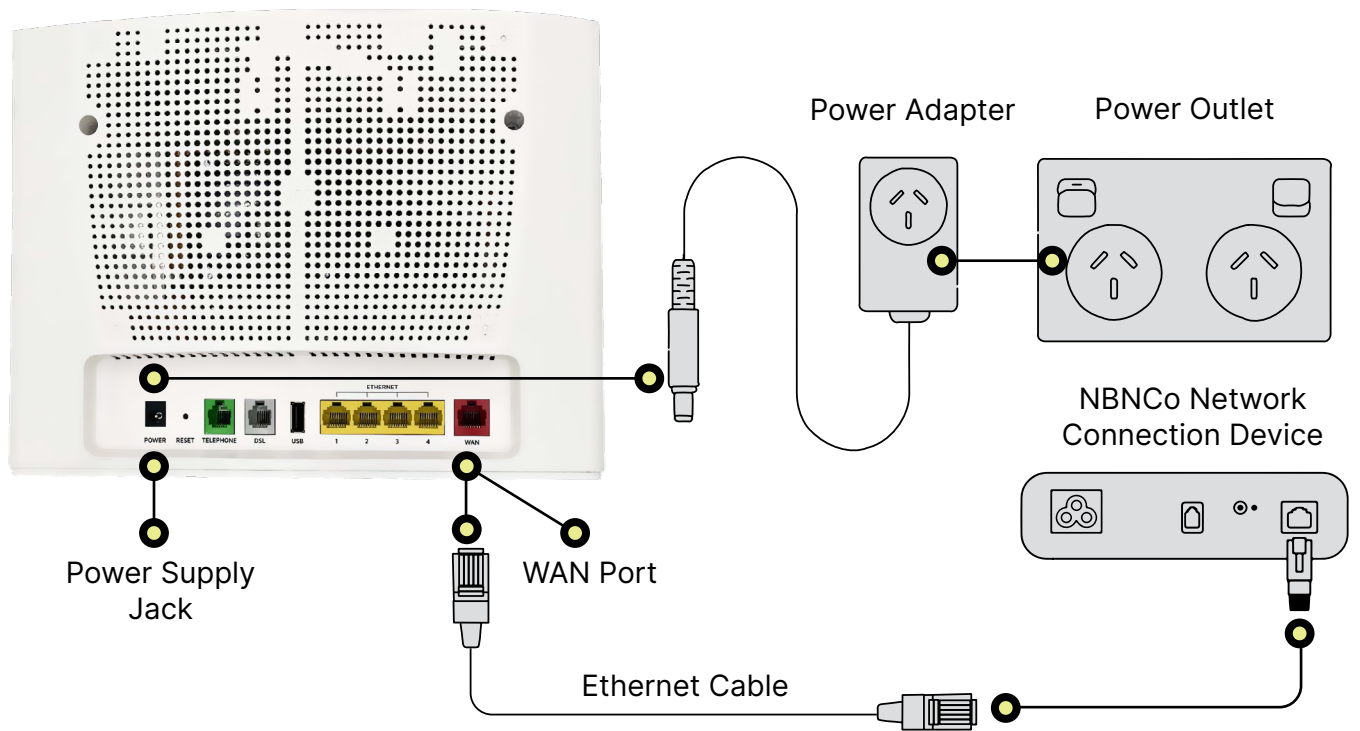 Power Adapter
Power Outlet
ETHERNET
POWER
RESET
TELEPHONE
DSL
USB
1
2
3
4
WAN
NBNCo Network
Connection Device
Power Supply
Jack
WAN Port
Ethernet Cable